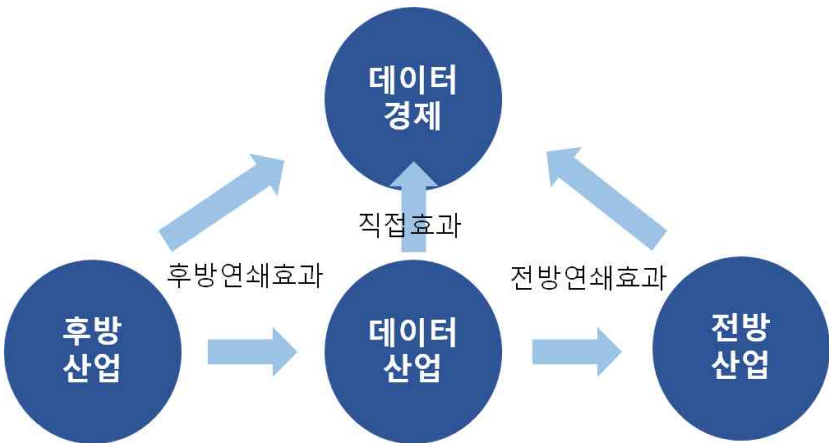 데이터
경제
직접효과
후방연쇄효과
전방연쇄효과
후방
산업
데이터
산업
전방
산업